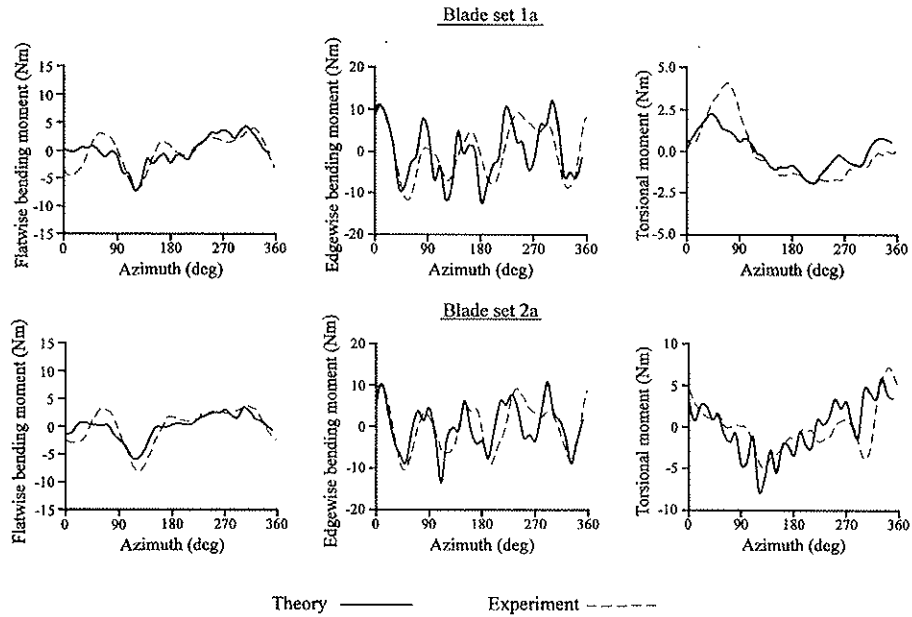 Blade set 1a
Flatwise bending moment (Nm)
15
10
5
0
-5
-10
-15
0 90 180 270 360
Azimuth (deg)
Edgewise bending moment (Nm)
20
10
0
-10
-20
0 90 180 270 360
Azimuth (deg)
Torsional moment (Nm)
5.0
2.5
0.0
-2.5
-5.0
0 90 180 270 360
Azimuth (deg)
Blade set 2a
Flatwise bending moment (Nm)
15
10
5
0
-5
-10
-15
0 90 180 270 360
Azimuth (deg)
Edgewise bending moment (Nm)
20
10
0
-10
-20
0 90 180 270 360
Azimuth (deg)
Torsional moment (Nm)
10
5
0
-5
-10
0 90 180 270 360
Azimuth (deg)
Theory Experiment